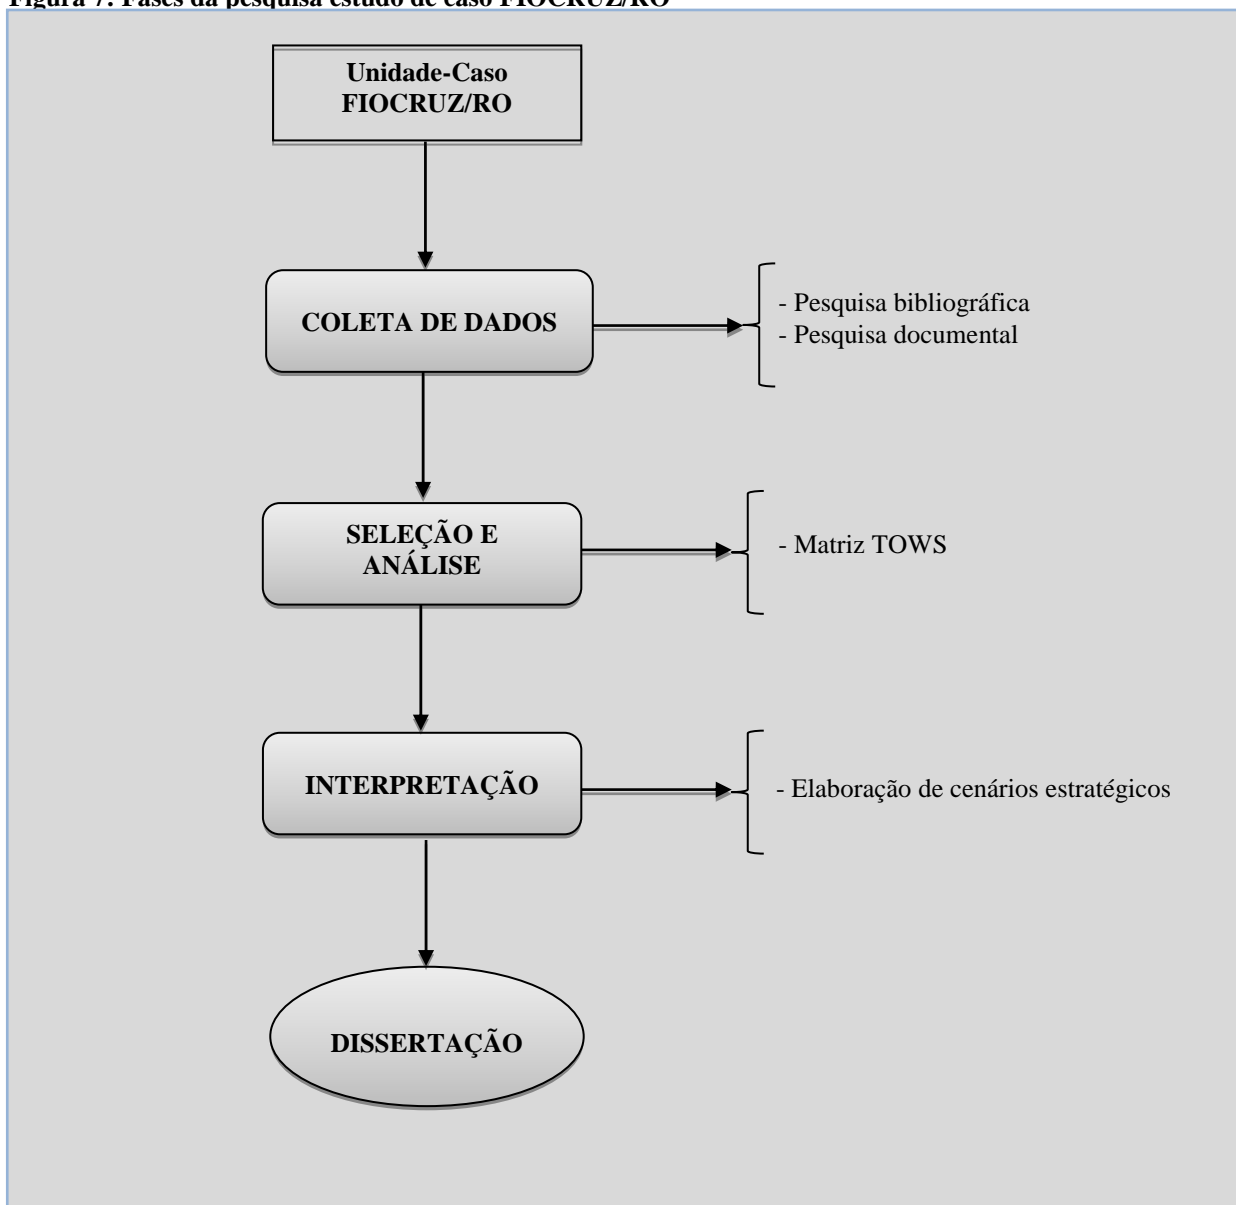 Figura 7: Fases da pesquisa estudo de caso FIOCRUZ/RO
Unidade-Caso
FIOCRUZ/RO
COLETA DE DADOS
- Pesquisa bibliográfica
- Pesquisa documental
SELEÇÃO E
ANÁLISE
- Matriz TOWS
INTERPRETAÇÃO
- Elaboração de cenários estratégicos
DISSERTAÇÃO